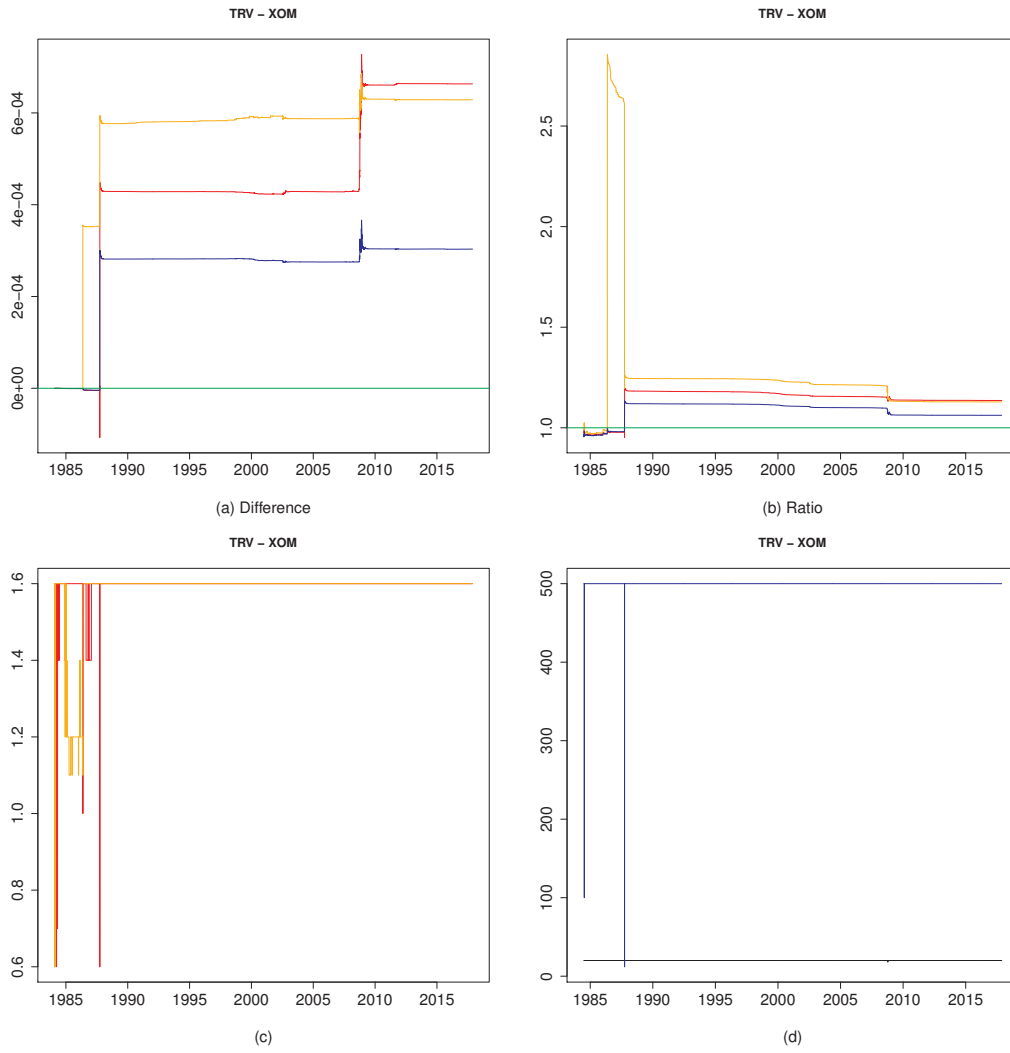 TRV − XOM
6e−04
4e−04
2e−04
0e+00
1985 1990 1995 2000 2005 2010 2015
(a) Difference
TRV − XOM
2.5
2.0
1.5
1.0
1985 1990 1995 2000 2005 2010 2015
(b) Ratio
TRV − XOM
1.6
1.4
1.2
1.0
0.8
0.6
1985 1990 1995 2000 2005 2010 2015
(c)
TRV − XOM
500
400
300
200
100
0
1985 1990 1995 2000 2005 2010 2015
(d)